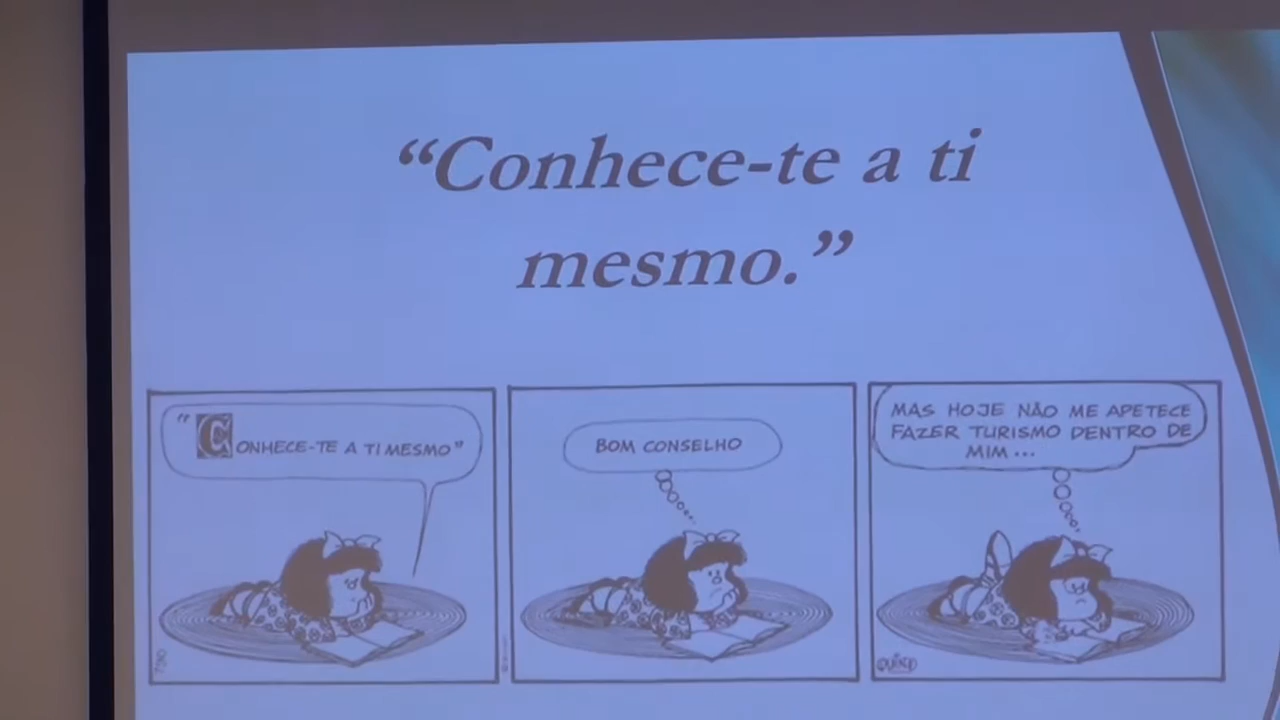 “Conhece-te a ti
mesmo.”
“CONHECE-TE A TI MESMO”
BOM CONSELHO
MAS HOJE NÃO ME APETECE
FAZER TURISMO DENTRO DE
MIM...
QUINO